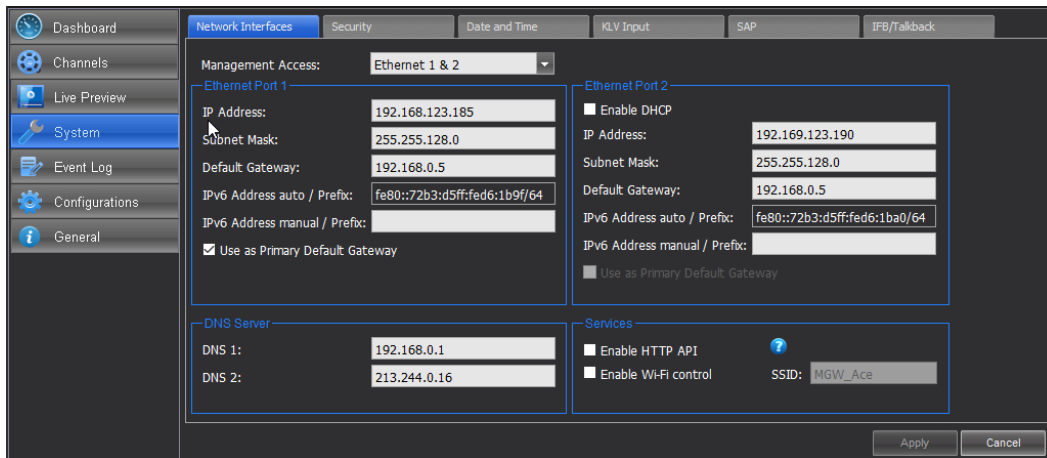 Dashboard
Channels
Live Preview
System
Event Log
Configurations
General
Network Interfaces Security Date and Time KLV Input SAP IFB/Talkback
Management Access: Ethernet 1 & 2
Ethernet Port 1
IP Address: 192.168.123.185
Subnet Mask: 255.255.128.0
Default Gateway: 192.168.0.5
IPv6 Address auto / Prefix: fe80::72b3:d5ff:fed6:1b9f/64
IPv6 Address manual / Prefix:
Use as Primary Default Gateway
Ethernet Port 2
Enable DHCP
IP Address: 192.169.123.190
Subnet Mask: 255.255.128.0
Default Gateway: 192.168.0.5
IPv6 Address auto / Prefix: fe80::72b3:d5ff:fed6:1ba0/64
IPv6 Address manual / Prefix:
Use as Primary Default Gateway
DNS Server
DNS 1: 192.168.0.1
DNS 2: 213.244.0.16
Services
Enable HTTP API ?
Enable Wi-Fi control SSID: MGW_Ace
Apply Cancel